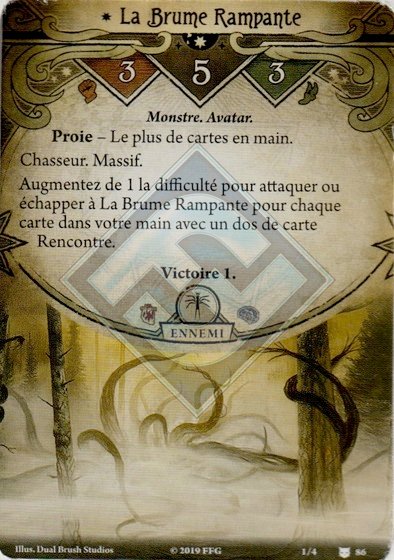 * La Brume Rampante
3 5 3
Monstre. Avatar.
Proie – Le plus de cartes en main.
Chasseur. Massif.
Augmentez de 1 la difficulté pour attaquer ou
échapper à La Brume Rampante pour chaque
carte dans votre main avec un dos de carte
Rencontre.
Victoire 1.
ENNEMI
Illus. Dual Brush Studios © 2019 FFG 1/4 86